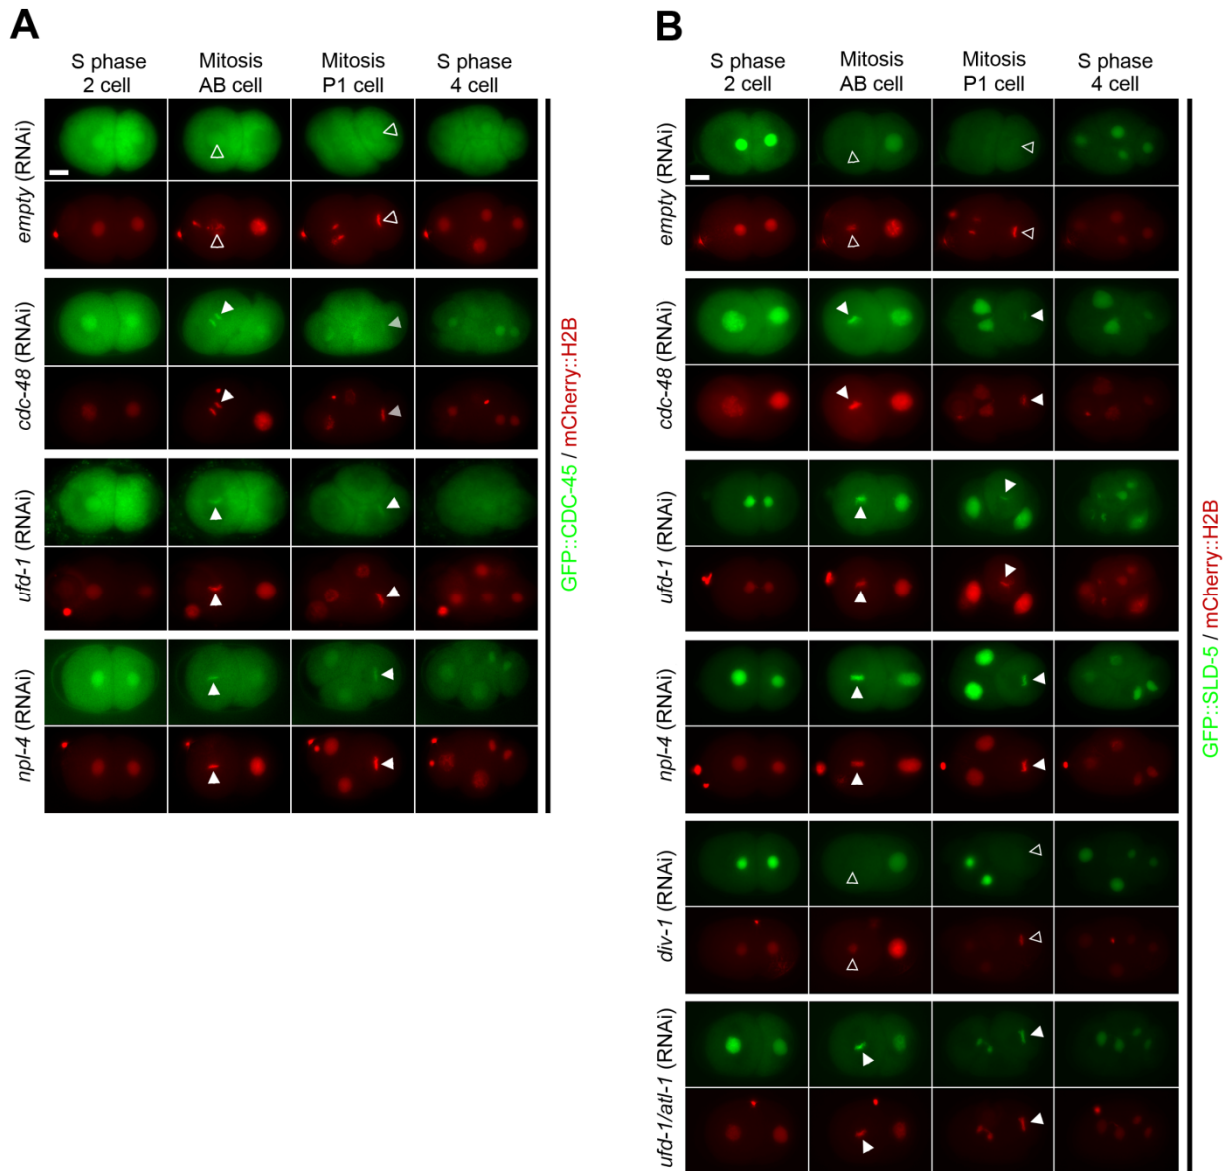 A
S phase
2 cell
Mitosis
AB cell
Mitosis
P1 cell
S phase
4 cell
empty (RNAi)
cdc-48 (RNAi)
ufd-1 (RNAi)
npl-4 (RNAi)
GFP::CDC-45 / mCherry::H2B
B
S phase
2 cell
Mitosis
AB cell
Mitosis
P1 cell
S phase
4 cell
empty (RNAi)
cdc-48 (RNAi)
ufd-1 (RNAi)
npl-4 (RNAi)
div-1 (RNAi)
ufd-1/atl-1 (RNAi)
GFP::SLD-5 / mCherry::H2B